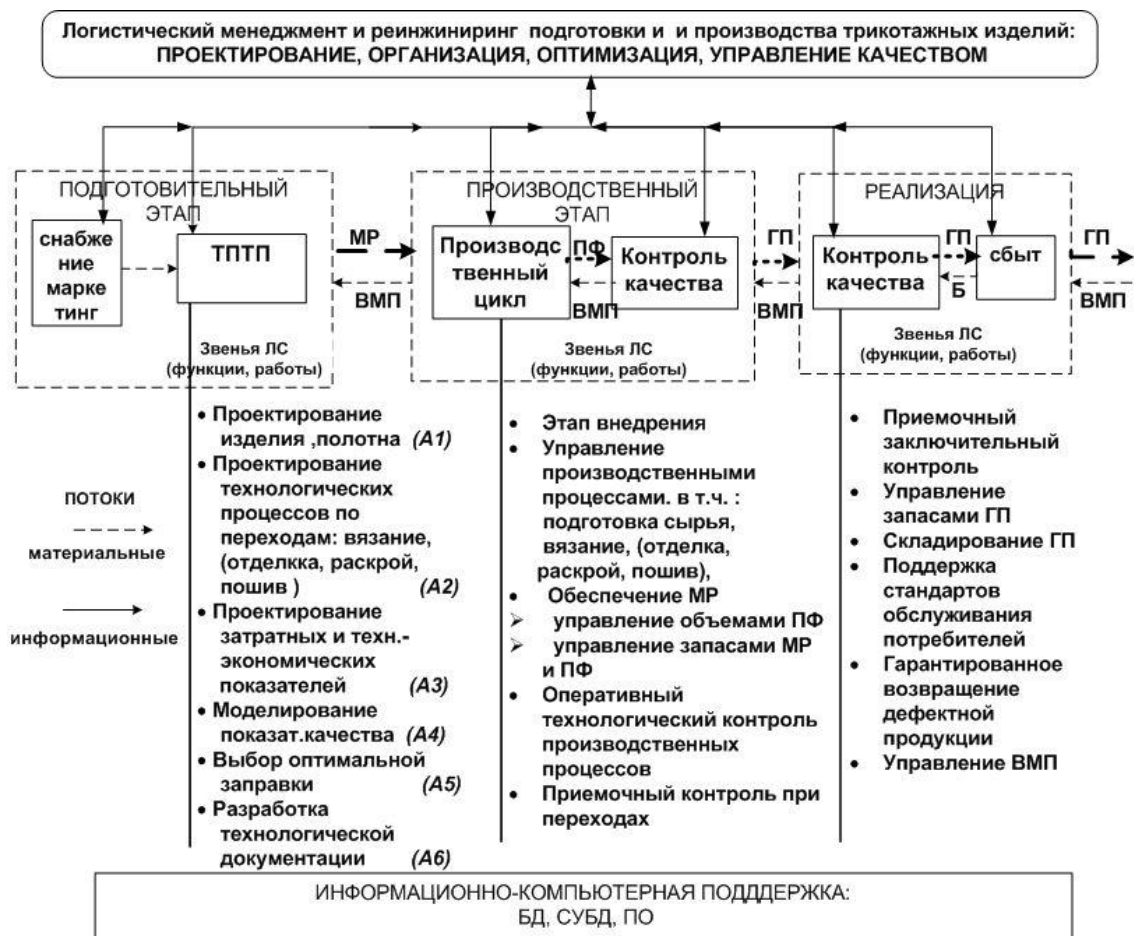 Логистический менеджмент и реинжиниринг подготовки и и производства трикотажных изделий:
ПРОЕКТИРОВАНИЕ, ОРГАНИЗАЦИЯ, ОПТИМИЗАЦИЯ, УПРАВЛЕНИЕ КАЧЕСТВОМ
ПОДГОТОВИТЕЛЬНЫЙ
ЭТАП
снабже
ние
марке
тинг
ТПТП
Звенья ЛС
(функции, работы)
МР
ВМП
ПРОИЗВОДСТВЕННЫЙ
ЭТАП
Производс
твенный
цикл
ПФ
ВМП
Контроль
качества
Звенья ЛС
(функции, работы)
ГП
ВМП
РЕАЛИЗАЦИЯ
Контроль
качества
ГП
Б
сбыт
Звенья ЛС
(функции, работы)
ГП
ВМП
ПОТОКИ
материальные
информационные
• Проектирование
изделия ,полотна (А1)
• Проектирование
технологических
процессов по
переходам: вязание,
(отделкка, раскрой,
пошив ) (А2)
• Проектирование
затратных и техн.-
экономических
показателей (А3)
• Моделирование
показат.качества (А4)
• Выбор оптимальной
заправки (А5)
• Разработка
технологической
документации (А6)
• Этап внедрения
• Управление
производственными
процессами. в т.ч. :
подготовка сырья,
вязание, (отделка,
раскрой, пошив),
• Обеспечение МР
➢ управление объемами ПФ
➢ управление запасами МР
и ПФ
• Оперативный
технологический контроль
производственных
процессов
• Приемочный контроль при
переходах
• Приемочный
заключительный
контроль
• Управление
запасами ГП
• Складирование ГП
• Поддержка
стандартов
обслуживания
потребителей
• Гарантированное
возвращение
дефектной
продукции
• Управление ВМП
ИНФОРМАЦИОННО-КОМПЬЮТЕРНАЯ ПОДДДЕРЖКА:
БД, СУБД, ПО